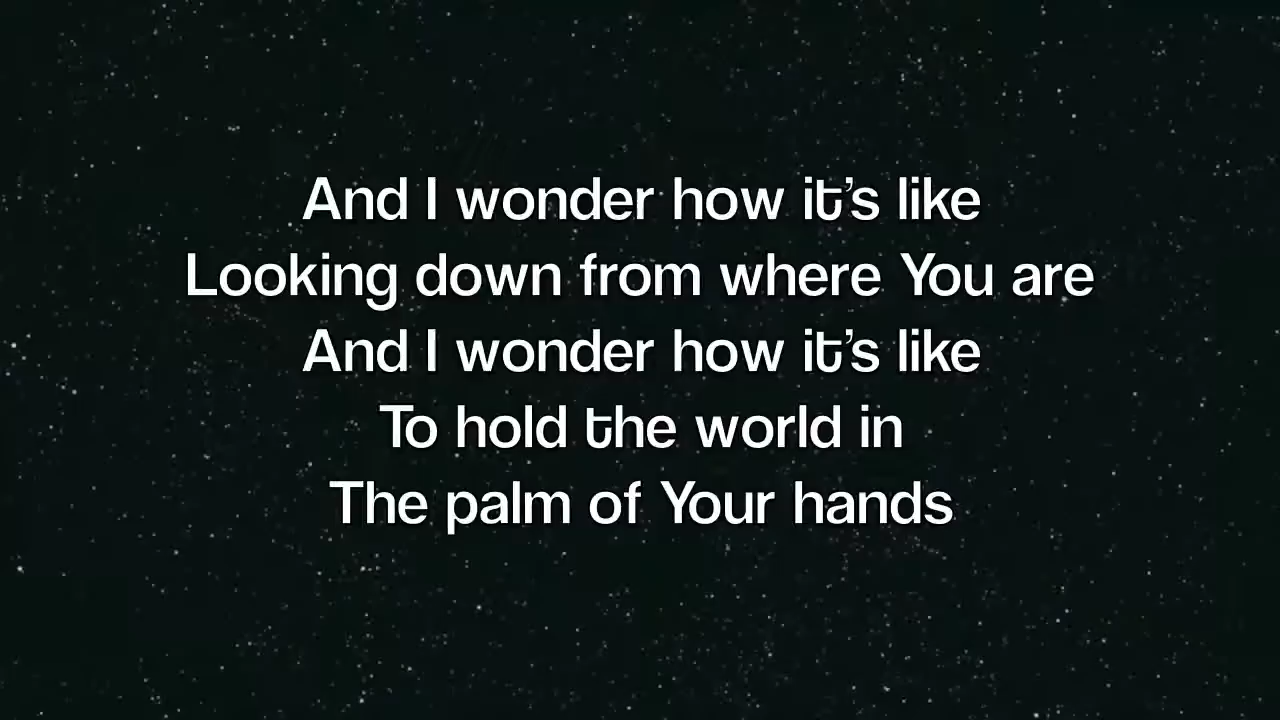 And I wonder how it’s like
Looking down from where You are
And I wonder how it’s like
To hold the world in
The palm of Your hands